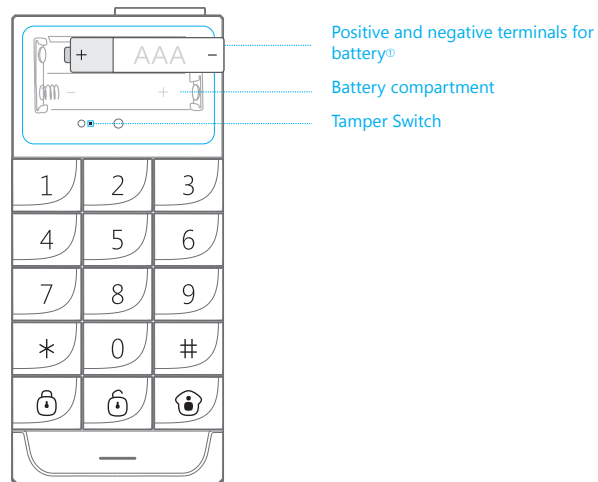 Positive and negative terminals for
battery①
+ AAA −
Battery compartment
− +
Tamper Switch
1 2 3
4 5 6
7 8 9
* 0 #